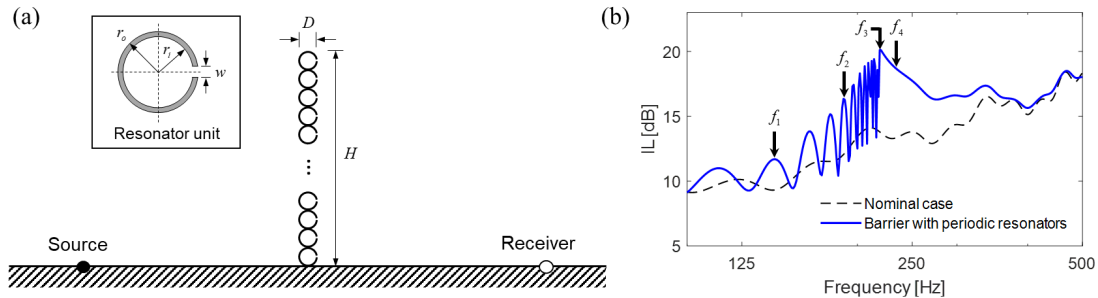 (a)
r_o
r_i
w
Resonator unit
D
H
...
Source
Receiver
(b)
IL [dB]
20
15
10
5
f_1
f_2
f_3
f_4
Nominal case
Barrier with periodic resonators
125
250
500
Frequency [Hz]